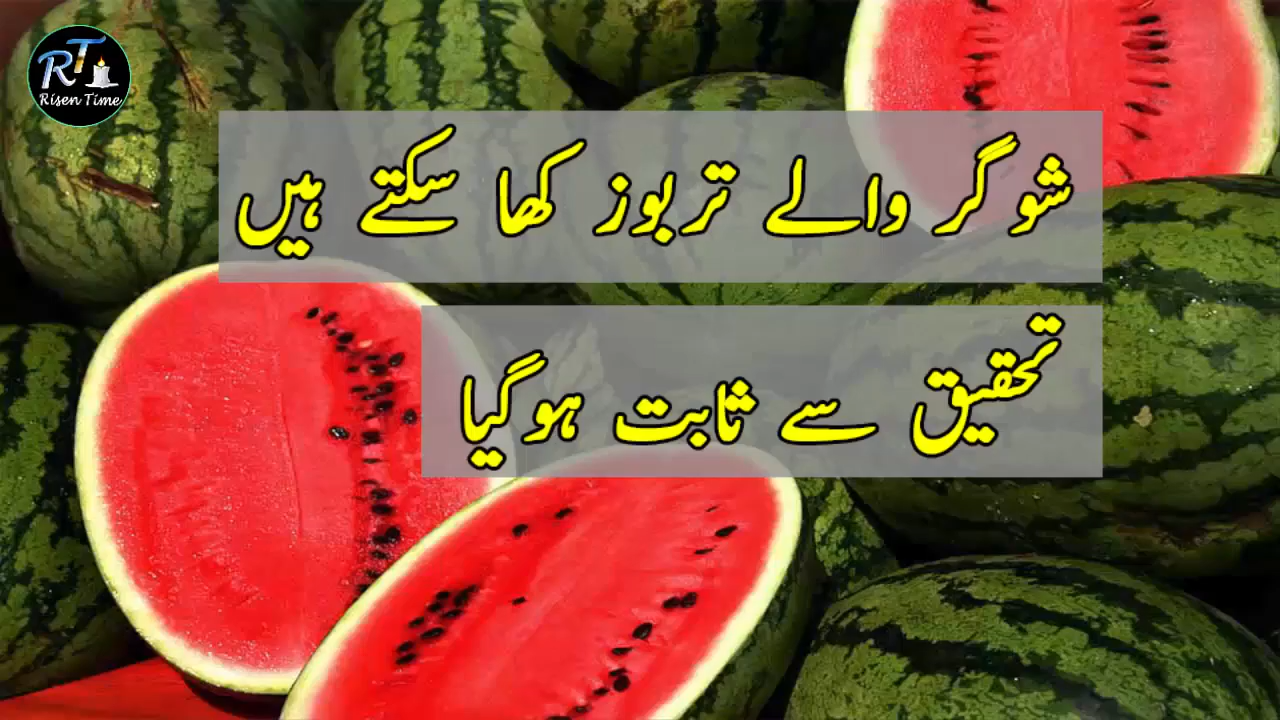 RT
Risen Time
شوگر والے تربوز کھا سکتے ہیں
تحقیق سے ثابت ہوگیا